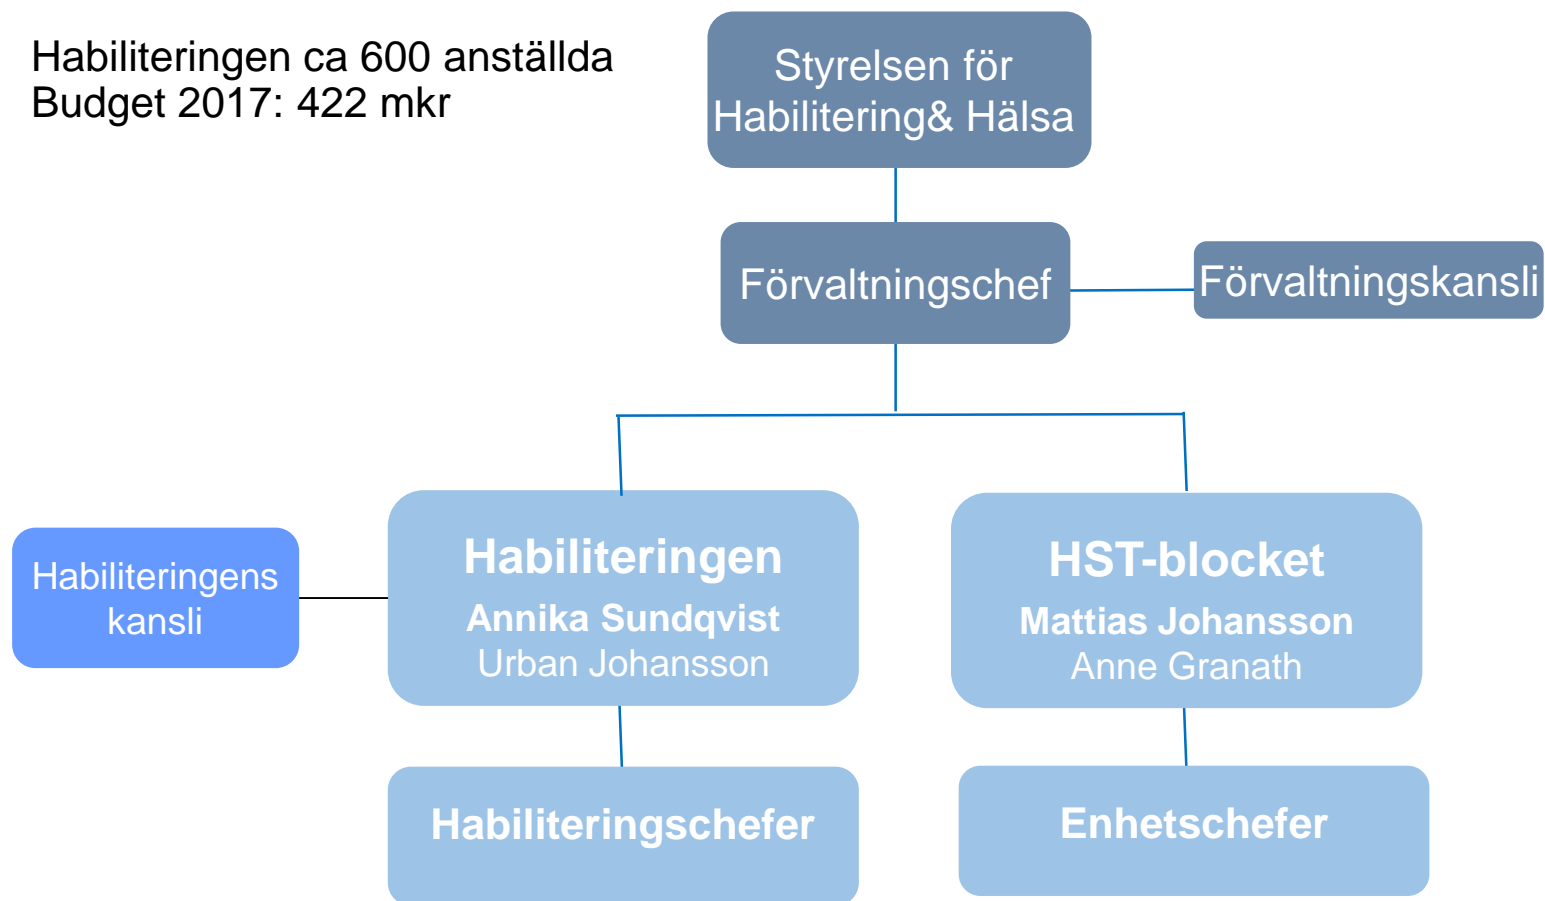 Habiliteringen ca 600 anställda
Budget 2017: 422 mkr
Styrelsen för
Habilitering& Hälsa
Förvaltningschef
Förvaltningskansli
Habiliteringens
kansli
Habiliteringen
Annika Sundqvist
Urban Johansson
HST-blocket
Mattias Johansson
Anne Granath
Habiliteringschefer
Enhetschefer